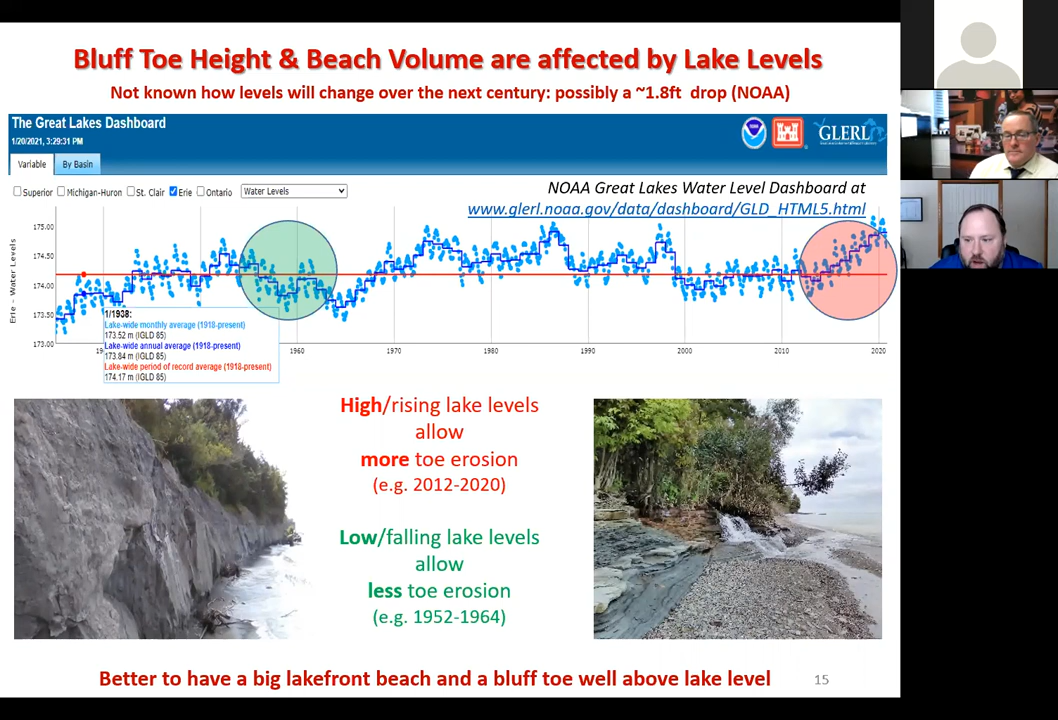 Bluff Toe Height & Beach Volume are affected by Lake Levels
Not known how levels will change over the next century: possibly a ~1.8ft drop (NOAA)
The Great Lakes Dashboard
1/20/2021, 3:29:31 PM
GLERL
Variable By Basin
Superior Michigan-Huron St. Clair Erie Ontario Water Levels
NOAA Great Lakes Water Level Dashboard at
www.glerl.noaa.gov/data/dashboard/GLD_HTML5.html
Erie - Water Levels
175.00
174.50
174.00
173.50
173.00
1960 1970 1980 1990 2000 2010 2020
1/1938:
Lake-wide monthly average (1918-present)
173.52 m (IGLD 85)
Lake-wide annual average (1918-present)
173.84 m (IGLD 85)
Lake-wide period of record average (1918-present)
174.17 m (IGLD 85)
High/rising lake levels
allow
more toe erosion
(e.g. 2012-2020)
Low/falling lake levels
allow
less toe erosion
(e.g. 1952-1964)
Better to have a big lakefront beach and a bluff toe well above lake level
15